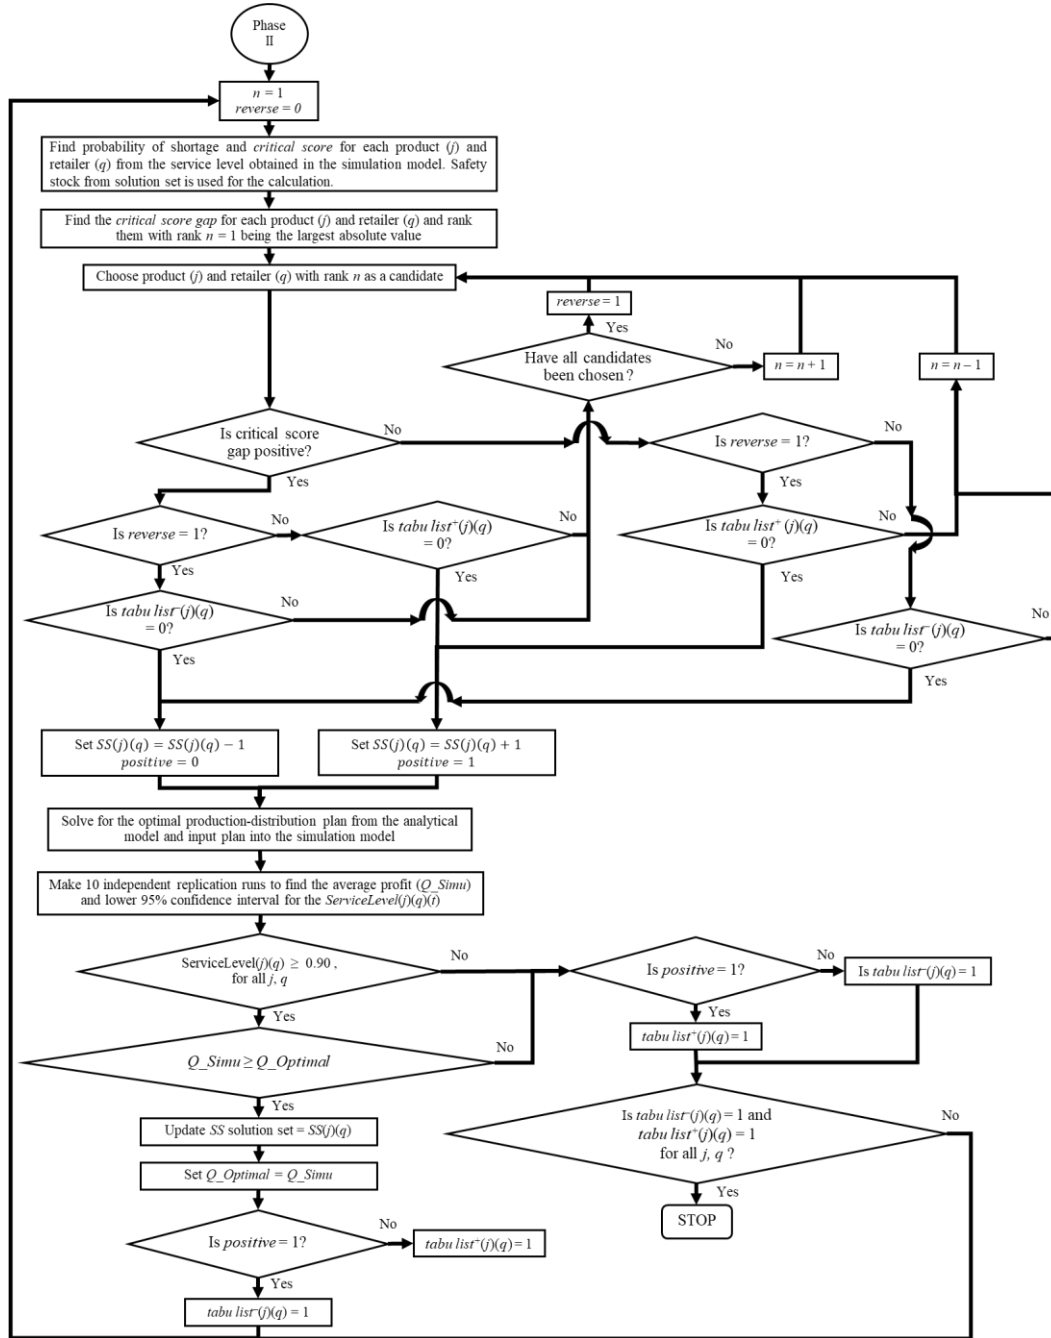 Phase
II
n = 1
reverse = 0
Find probability of shortage and critical score for each product (j) and
retailer (q) from the service level obtained in the simulation model. Safety
stock from solution set is used for the calculation.
Find the critical score gap for each product (j) and retailer (q) and rank
them with rank n = 1 being the largest absolute value
Choose product (j) and retailer (q) with rank n as a candidate
reverse = 1
Yes
Have all candidates
been chosen ?
No
n = n + 1
n = n − 1
Is critical score
gap positive?
No
Yes
Is reverse = 1?
No
Yes
Is reverse = 1?
No
Yes
Is tabu list⁺(j)(q)
= 0?
No
Yes
Is tabu list⁺ (j)(q)
= 0?
No
Yes
Is tabu list⁻(j)(q)
= 0?
No
Yes
Is tabu list⁻(j)(q)
= 0?
No
Yes
Set SS(j)(q) = SS(j)(q) − 1
positive = 0
Set SS(j)(q) = SS(j)(q) + 1
positive = 1
Solve for the optimal production-distribution plan from the analytical
model and input plan into the simulation model
Make 10 independent replication runs to find the average profit (Q_Simu)
and lower 95% confidence interval for the ServiceLevel(j)(q)(t)
ServiceLevel(j)(q) ≥ 0.90 ,
for all j, q
No
Yes
Is positive = 1?
No
Yes
Is tabu list⁻(j)(q) = 1
tabu list⁺(j)(q) = 1
Q_Simu ≥ Q_Optimal
No
Yes
Is tabu list⁻(j)(q) = 1 and
tabu list⁺(j)(q) = 1
for all j, q ?
No
Yes
STOP
Update SS solution set = SS(j)(q)
Set Q_Optimal = Q_Simu
Is positive = 1?
No
Yes
tabu list⁺(j)(q) = 1
tabu list⁻(j)(q) = 1